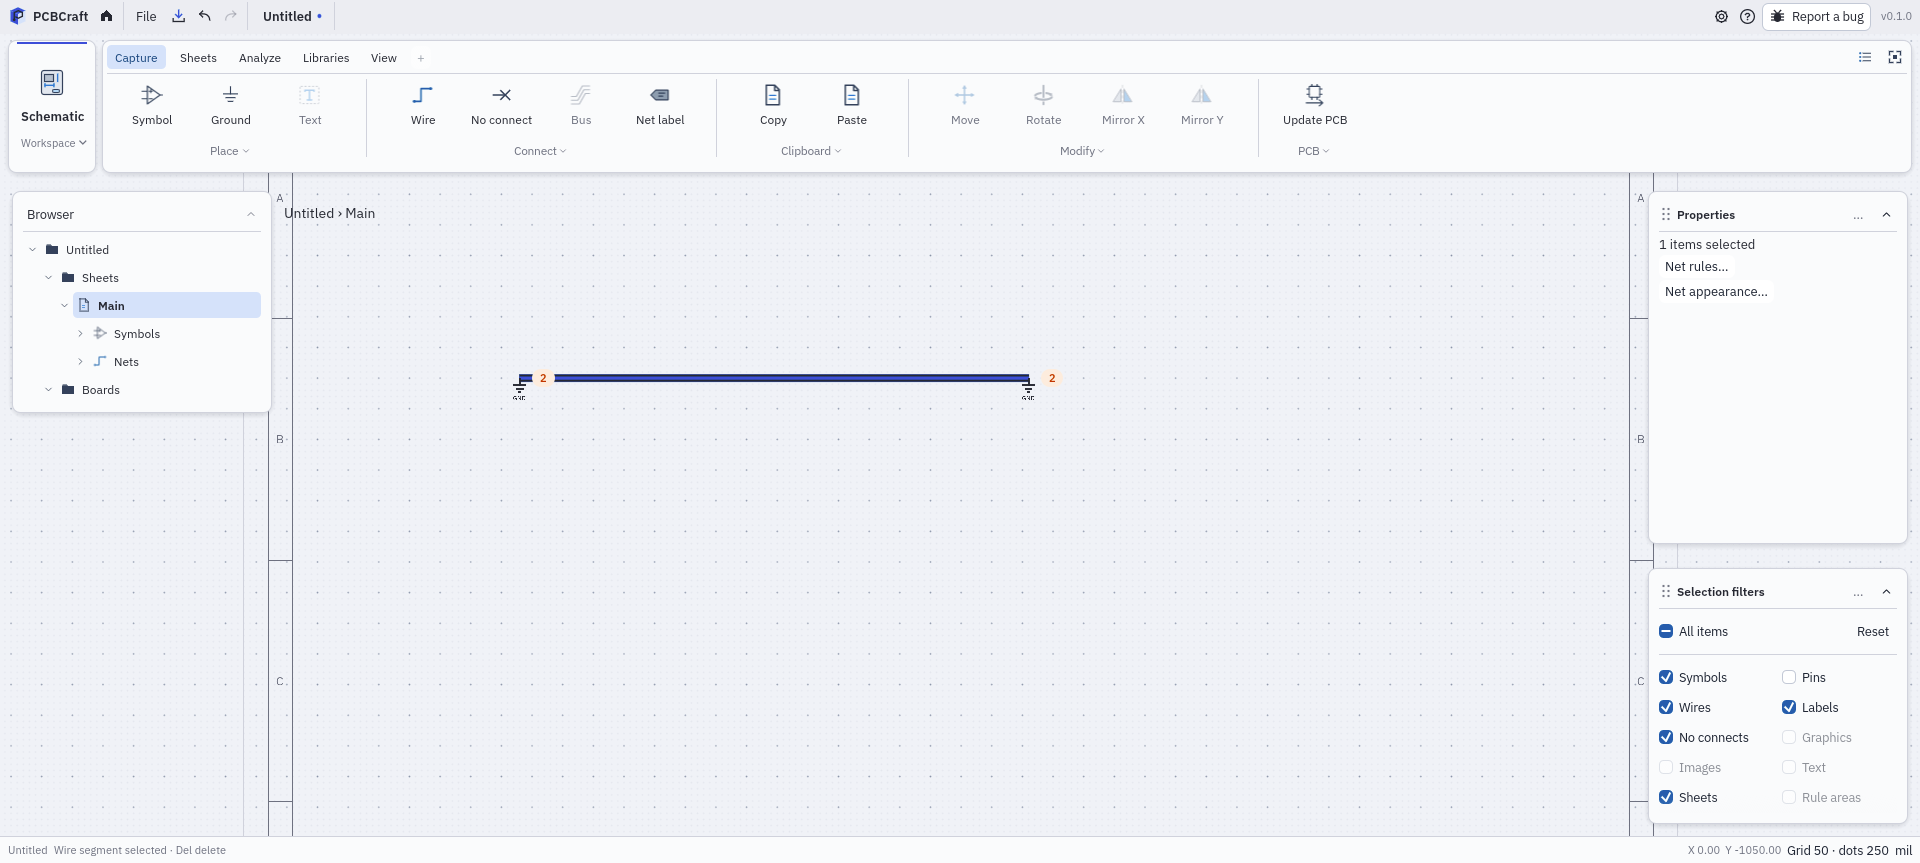 PCBCraft File Untitled • Report a bug v0.1.0
Schematic
Workspace
Capture Sheets Analyze Libraries View +
Symbol Ground Text Wire No connect Bus Net label Copy Paste Move Rotate Mirror X Mirror Y Update PCB
Place Connect Clipboard Modify PCB
Browser
Untitled
Sheets
Main
Symbols
Nets
Boards
Untitled › Main
A
B
C
2
GND
2
GND
A
B
C
Properties ...
1 items selected
Net rules...
Net appearance...
Selection filters ...
All items Reset
Symbols Pins
Wires Labels
No connects Graphics
Images Text
Sheets Rule areas
Untitled Wire segment selected · Del delete
X 0.00 Y -1050.00 Grid 50 · dots 250 mil